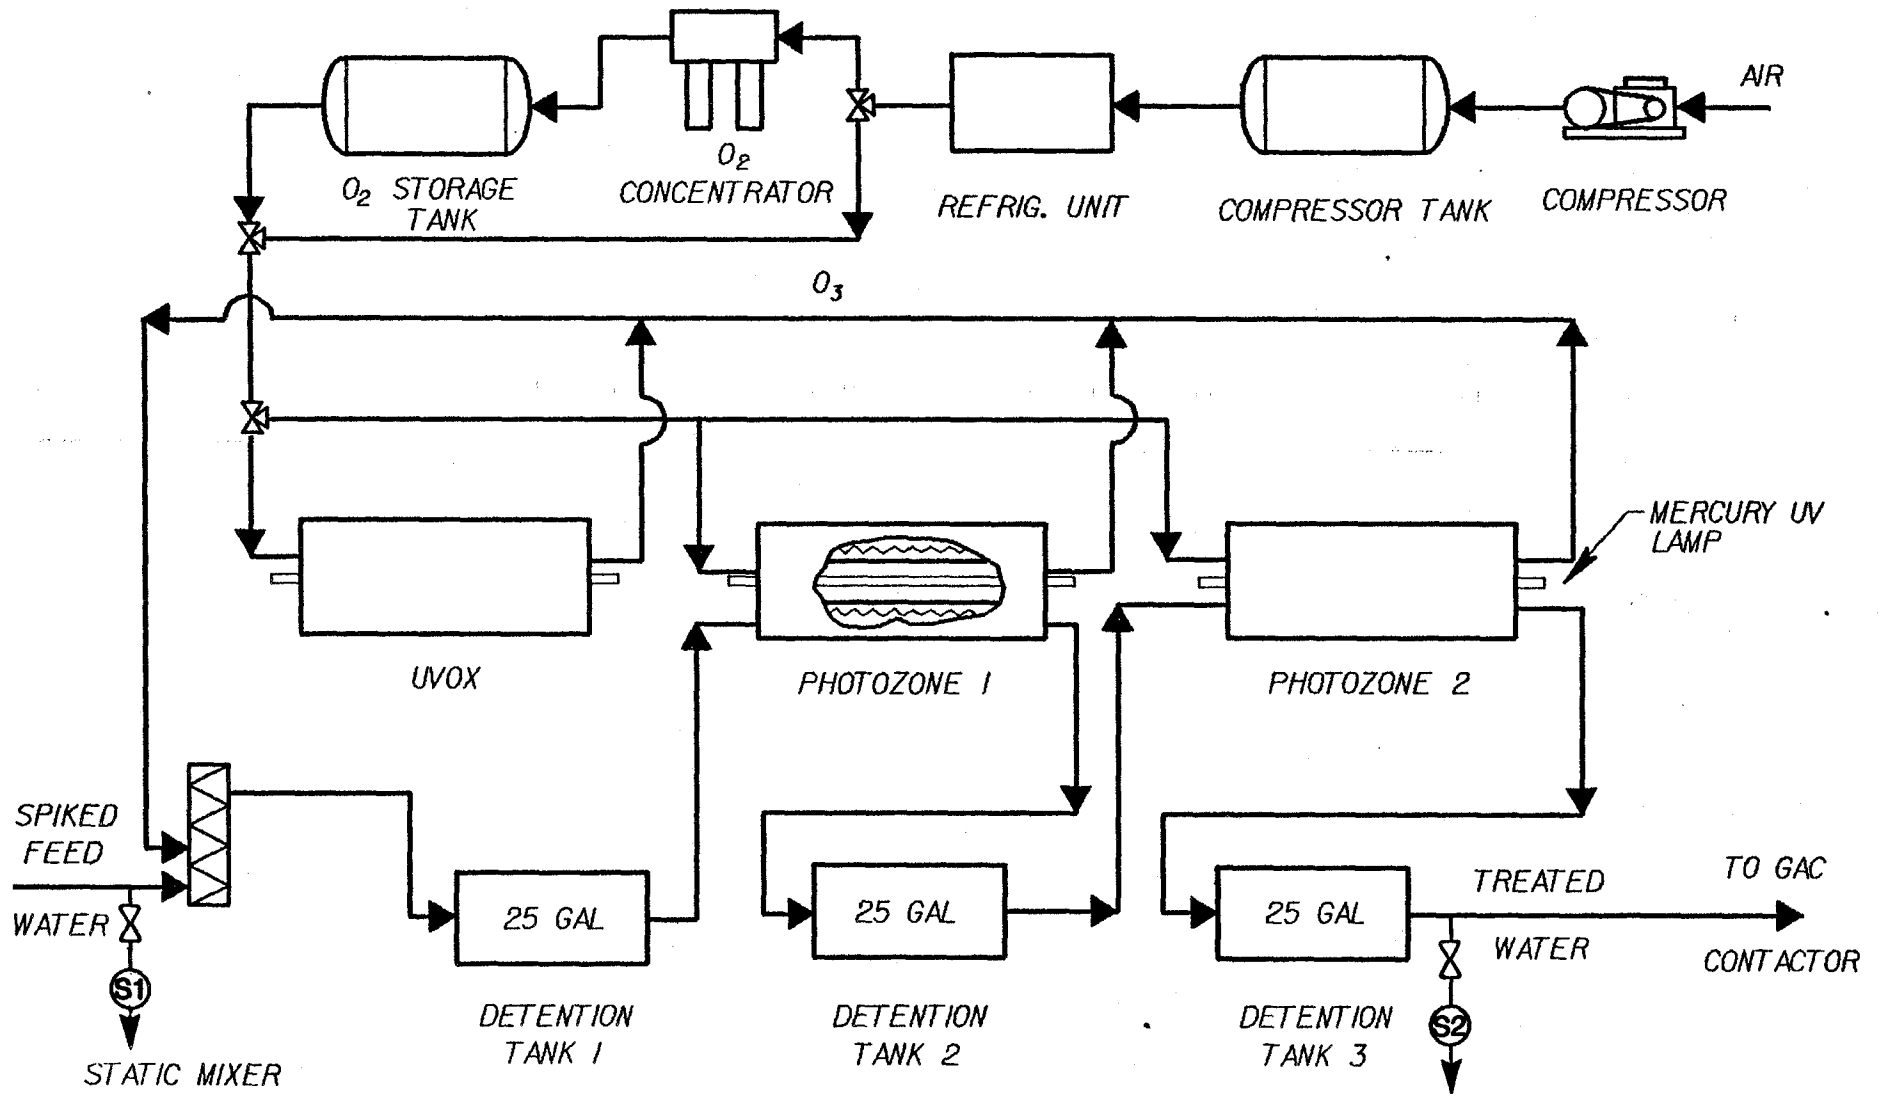 AIR
O2
CONCENTRATOR
O2 STORAGE
TANK
REFRIG. UNIT
COMPRESSOR TANK
COMPRESSOR
O3
MERCURY UV
LAMP
UVOX
PHOTOZONE 1
PHOTOZONE 2
SPIKED
FEED
WATER
S1
STATIC MIXER
25 GAL
DETENTION
TANK 1
25 GAL
DETENTION
TANK 2
25 GAL
DETENTION
TANK 3
TREATED
WATER
S2
TO GAC
CONTACTOR